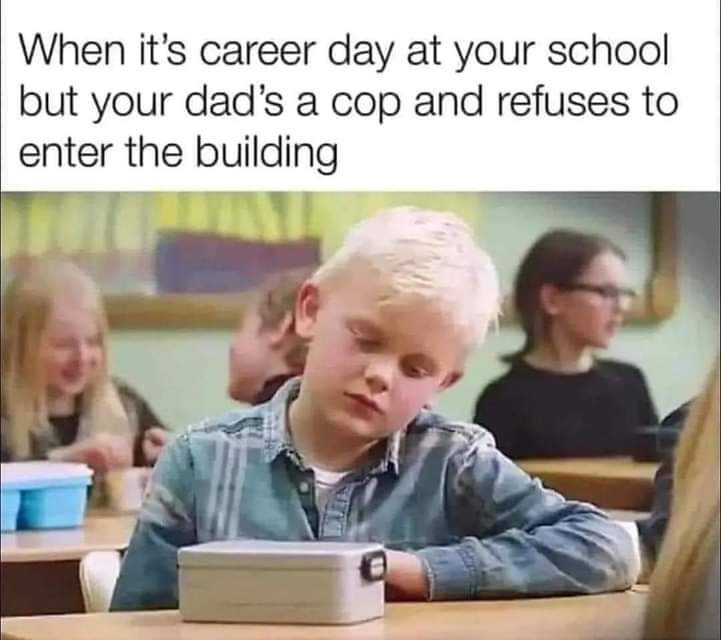 When it's career day at your school
but your dad's a cop and refuses to
enter the building